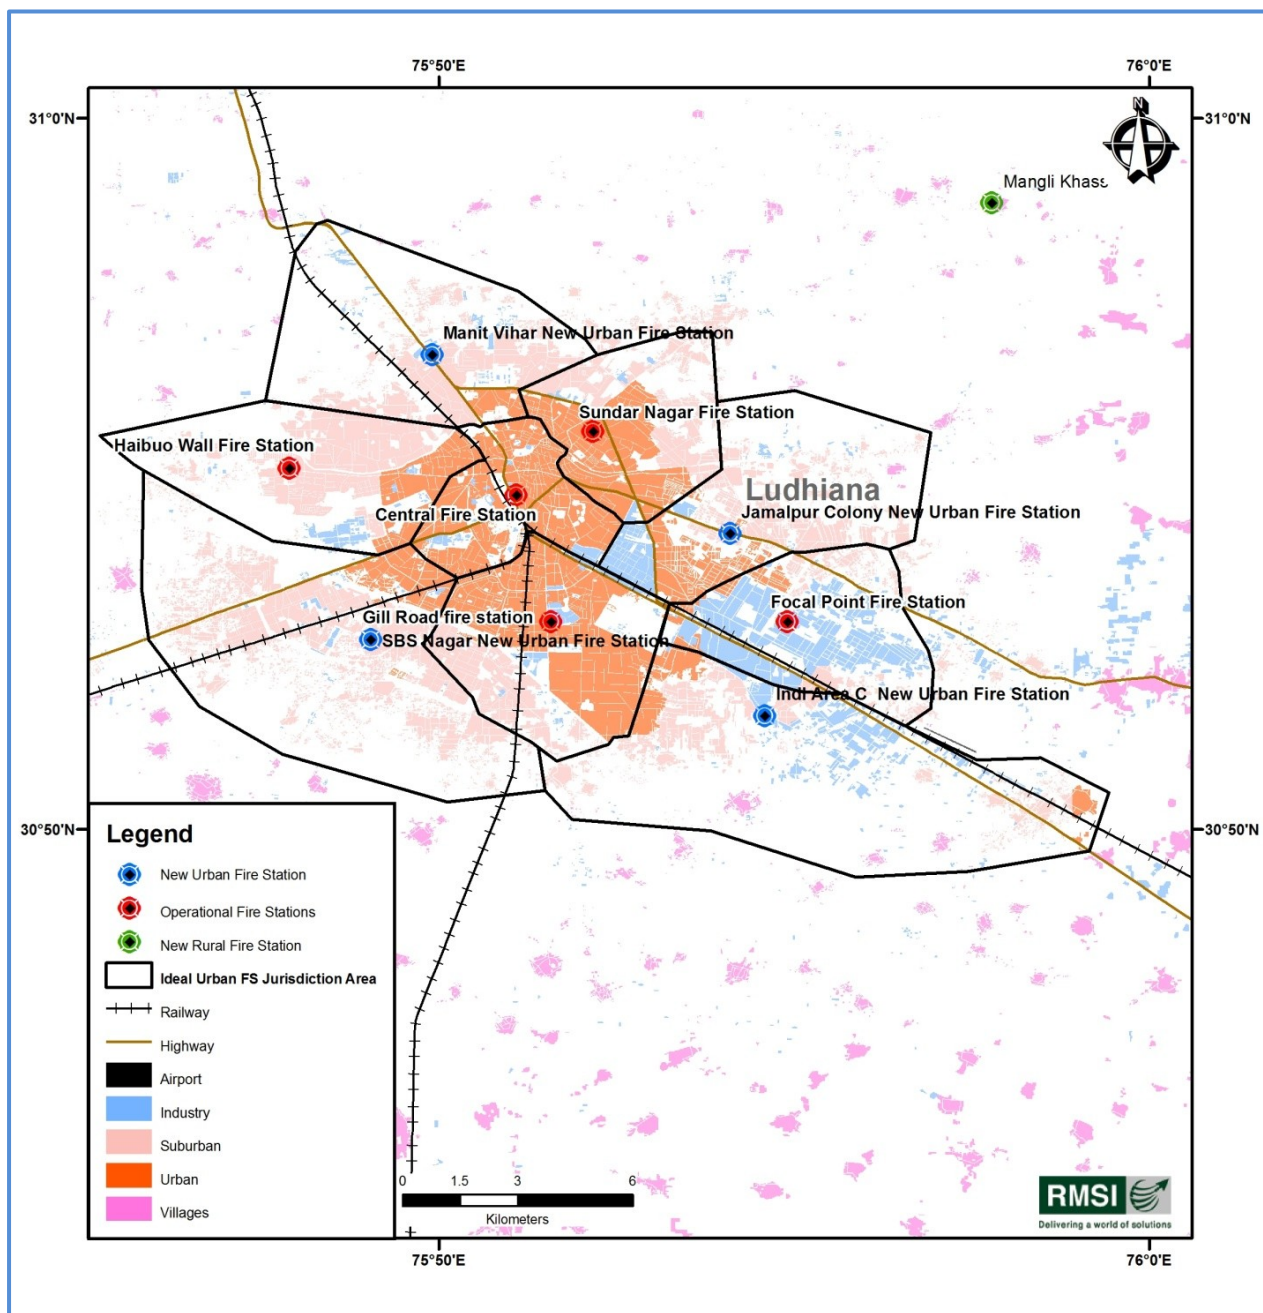 75°50'E
76°0'E
31°0'N
31°0'N
N
Mangli Khass
Manit Vihar New Urban Fire Station
Sundar Nagar Fire Station
Haibuo Wall Fire Station
Ludhiana
Central Fire Station
Jamalpur Colony New Urban Fire Station
Focal Point Fire Station
Gill Road fire station
SBS Nagar New Urban Fire Station
Indl Area C New Urban Fire Station
30°50'N
30°50'N
Legend
New Urban Fire Station
Operational Fire Stations
New Rural Fire Station
Ideal Urban FS Jurisdiction Area
Railway
Highway
Airport
Industry
Suburban
Urban
Villages
0 1.5 3 6
Kilometers
RMSI
Delivering a world of solutions
75°50'E
76°0'E